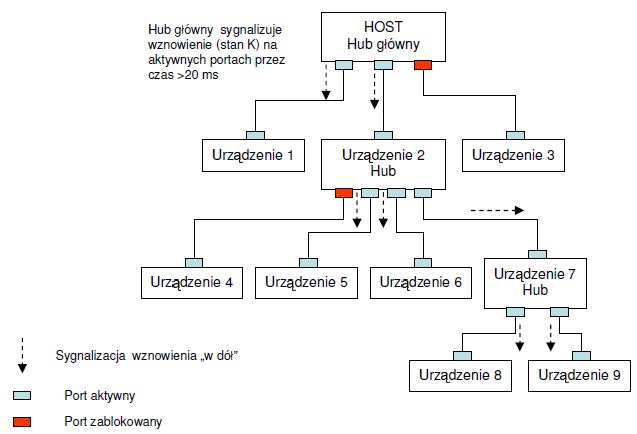 Hub główny sygnalizuje
wznowienie (stan K) na
aktywnych portach przez
czas >20 ms
HOST
Hub główny
Urządzenie 1
Urządzenie 2
Hub
Urządzenie 3
Urządzenie 4
Urządzenie 5
Urządzenie 6
Urządzenie 7
Hub
Urządzenie 8
Urządzenie 9
Sygnalizacja wznowienia „w dół”
Port aktywny
Port zablokowany